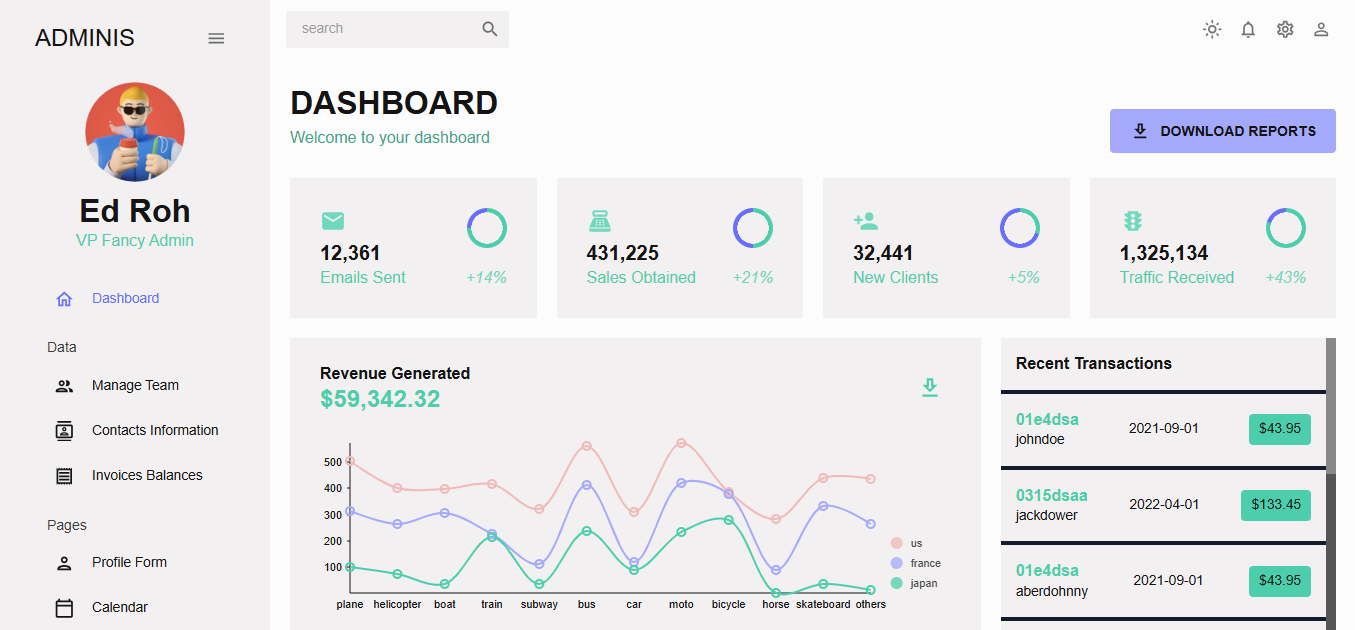 ADMINIS
Ed Roh
VP Fancy Admin
Dashboard
Data
Manage Team
Contacts Information
Invoices Balances
Pages
Profile Form
Calendar
search
DASHBOARD
Welcome to your dashboard
DOWNLOAD REPORTS
12,361
Emails Sent +14%
431,225
Sales Obtained +21%
32,441
New Clients +5%
1,325,134
Traffic Received +43%
Revenue Generated
$59,342.32
500
400
300
200
100
plane helicopter boat train subway bus car moto bicycle horse skateboard others
us
france
japan
Recent Transactions
01e4dsa
johndoe
2021-09-01
$43.95
0315dsaa
jackdower
2022-04-01
$133.45
01e4dsa
aberdohnny
2021-09-01
$43.95